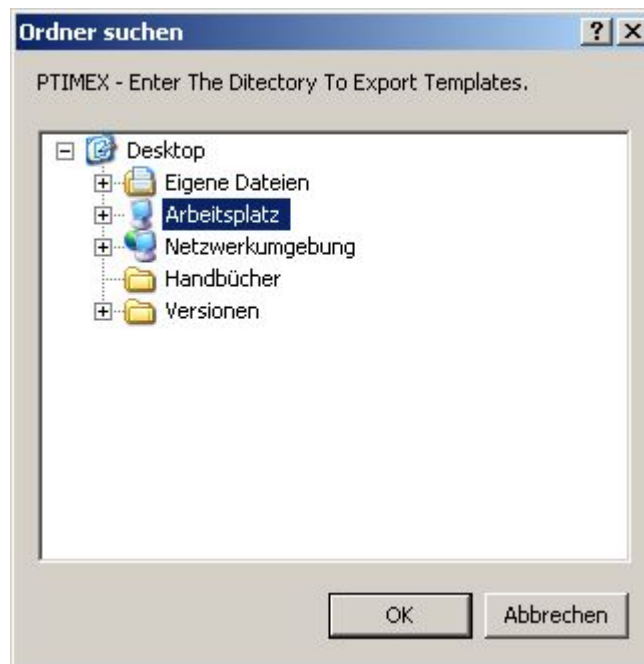 Ordner suchen
PTIMEX - Enter The Ditectory To Export Templates.
Desktop
Eigene Dateien
Arbeitsplatz
Netzwerkumgebung
Handbücher
Versionen
OK Abbrechen